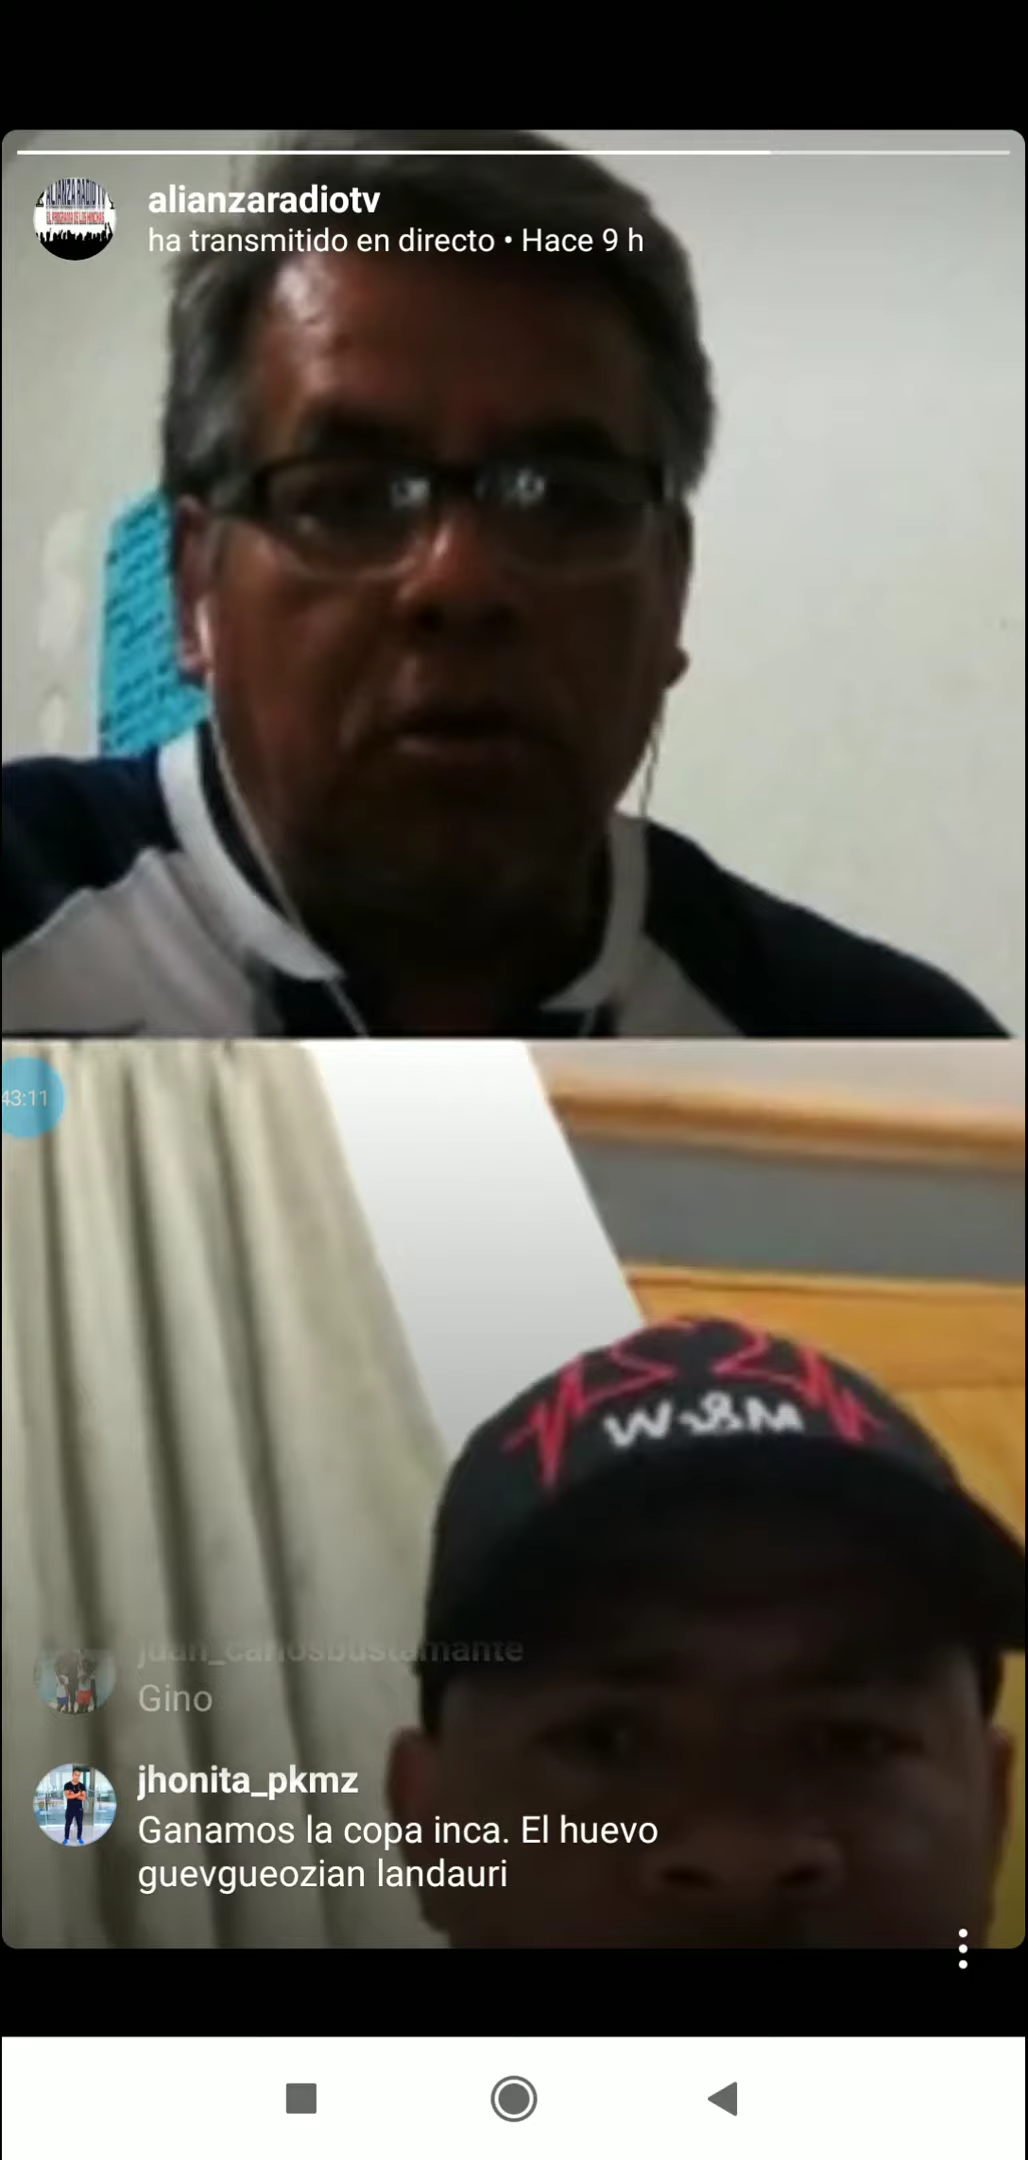 alianzaradiotv
ha transmitido en directo • Hace 9 h
43:11
W&M
juan_carlosbustamante
Gino
jhonita_pkmz
Ganamos la copa inca. El huevo
guevgueozian landauri